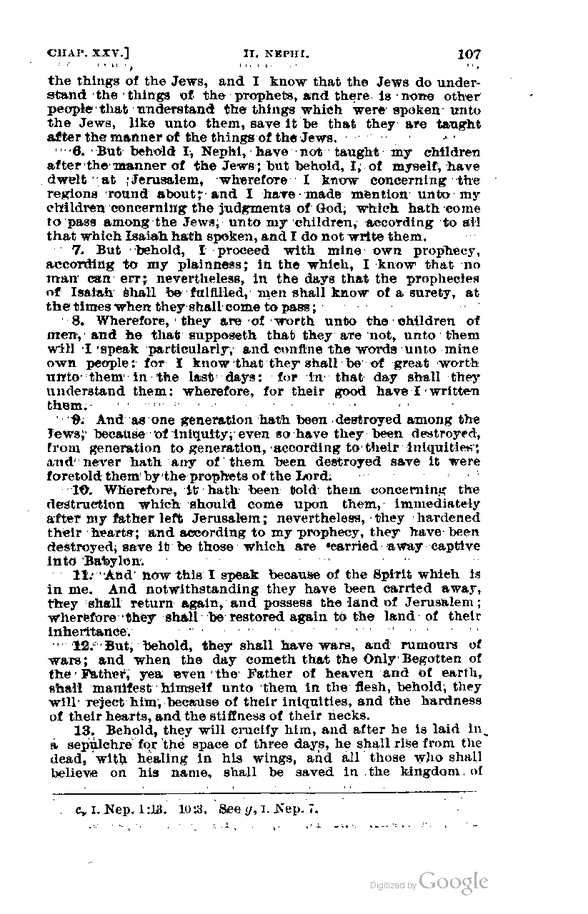 CHAP. XXV.] II. NEPHI. 107
the things of the Jews, and I know that the Jews do under-
stand the things of the prophets, and there is none other
people that understand the things which were spoken unto
the Jews, like unto them, save it be that they are taught
after the manner of the things of the Jews.
6. But behold I, Nephi, have not taught my children
after the manner of the Jews; but behold, I, of myself, have
dwelt at Jerusalem, wherefore I know concerning the
regions round about; and I have made mention unto my
children concerning the judgments of God, which hath come
to pass among the Jews, unto my children, according to all
that which Isaiah hath spoken, and I do not write them.
7. But behold, I proceed with mine own prophecy,
according to my plainness; in the which, I know that no
man can err; nevertheless, in the days that the prophecies
of Isaiah shall be fulfilled, men shall know of a surety, at
the times when they shall come to pass;
8. Wherefore, they are of worth unto the children of
men, and he that supposeth that they are not, unto them
will I speak particularly, and confine the words unto mine
own people; for I know that they shall be of great worth
unto them in the last days: for in that day shall they
understand them: wherefore, for their good have I written
them.
9. And as one generation hath been destroyed among the
Jews, because of iniquity, even so have they been destroyed,
from generation to generation, according to their iniquities;
and never hath any of them been destroyed save it were
foretold them by the prophets of the Lord.
10. Wherefore, it hath been told them concerning the
destruction which should come upon them, immediately
after my father left Jerusalem; nevertheless, they hardened
their hearts; and according to my prophecy, they have been
destroyed, save it be those which are carried away captive
into Babylon.
11. And now this I speak because of the Spirit which is
in me. And notwithstanding they have been carried away,
they shall return again, and possess the land of Jerusalem;
wherefore they shall be restored again to the land of their
inheritance.
12. But, behold, they shall have wars, and rumours of
wars; and when the day cometh that the Only Begotten of
the Father, yea even the Father of heaven and of earth,
shall manifest himself unto them in the flesh, behold, they
will reject him, because of their iniquities, and the hardness
of their hearts, and the stiffness of their necks.
13. Behold, they will crucify him, and after he is laid in
a sepulchre for the space of three days, he shall rise from the
dead, with healing in his wings, and all those who shall
believe on his name, shall be saved in the kingdom of
c, I. Nep. 1:13. 10:3. See g, I. Nep. 7.
Digitized by Google